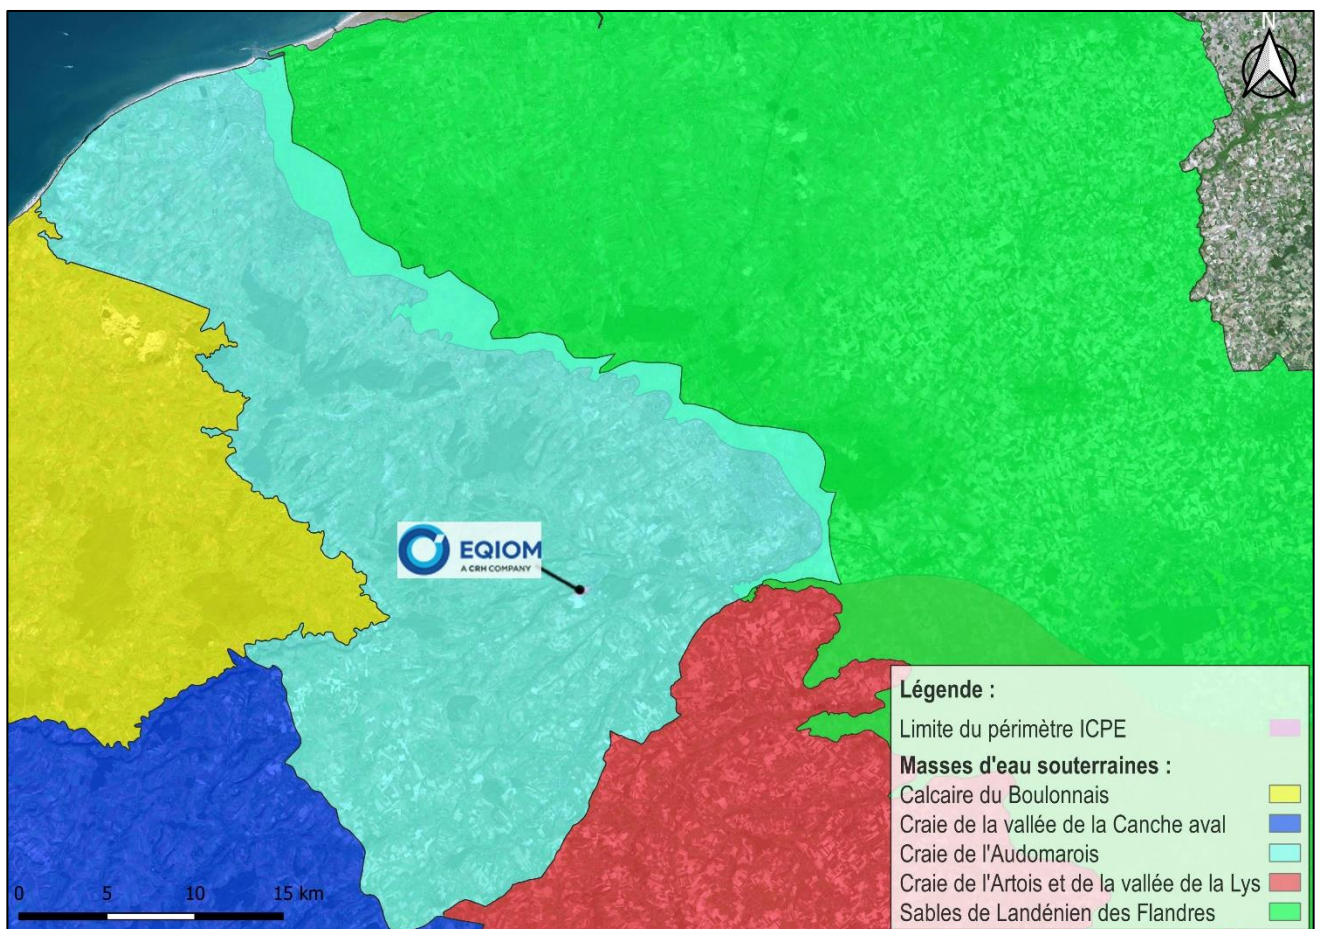 N
EQIOM
A CRH COMPANY
Légende :
Limite du périmètre ICPE
Masses d'eau souterraines :
Calcaire du Boulonnais
Craie de la vallée de la Canche aval
Craie de l'Audomarois
Craie de l'Artois et de la vallée de la Lys
Sables de Landénien des Flandres
0 5 10 15 km